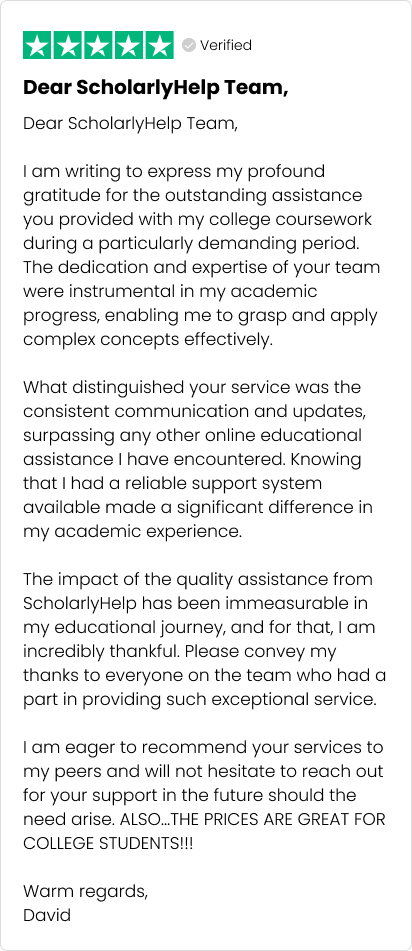 Verified
Dear ScholarlyHelp Team,
Dear ScholarlyHelp Team,
I am writing to express my profound
gratitude for the outstanding assistance
you provided with my college coursework
during a particularly demanding period.
The dedication and expertise of your team
were instrumental in my academic
progress, enabling me to grasp and apply
complex concepts effectively.
What distinguished your service was the
consistent communication and updates,
surpassing any other online educational
assistance I have encountered. Knowing
that I had a reliable support system
available made a significant difference in
my academic experience.
The impact of the quality assistance from
ScholarlyHelp has been immeasurable in
my educational journey, and for that, I am
incredibly thankful. Please convey my
thanks to everyone on the team who had a
part in providing such exceptional service.
I am eager to recommend your services to
my peers and will not hesitate to reach out
for your support in the future should the
need arise. ALSO...THE PRICES ARE GREAT FOR
COLLEGE STUDENTS!!!
Warm regards,
David